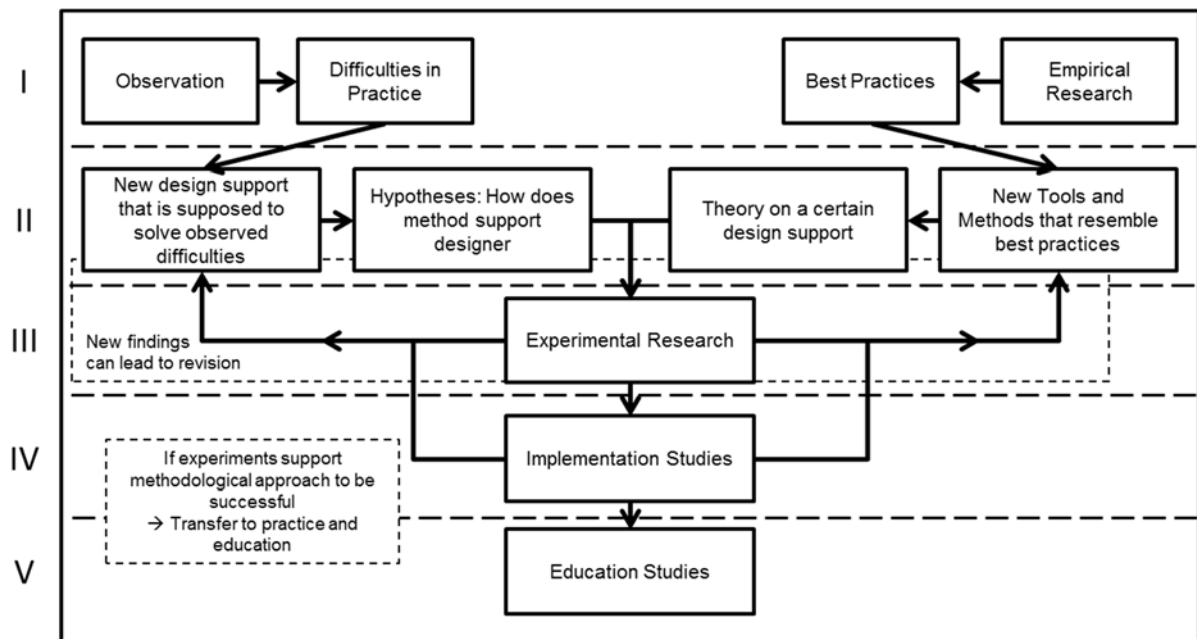 I
Observation
Difficulties in
Practice
Best Practices
Empirical
Research
II
New design support
that is supposed to
solve observed
difficulties
Hypotheses: How does
method support
designer
Theory on a certain
design support
New Tools and
Methods that resemble
best practices
III
New findings
can lead to revision
Experimental Research
IV
If experiments support
methodological approach to be
successful
→ Transfer to practice and
education
Implementation Studies
V
Education Studies